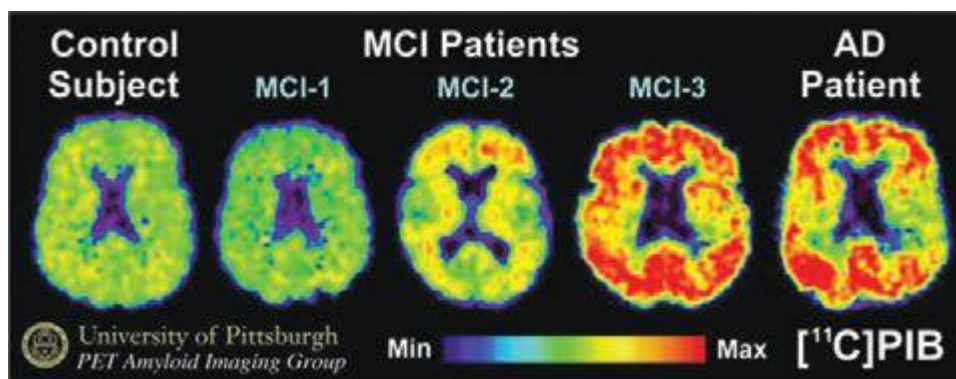 Control
Subject
MCI Patients
MCI-1
MCI-2
MCI-3
AD
Patient
University of Pittsburgh
PET Amyloid Imaging Group
Min
Max
[¹¹C]PIB